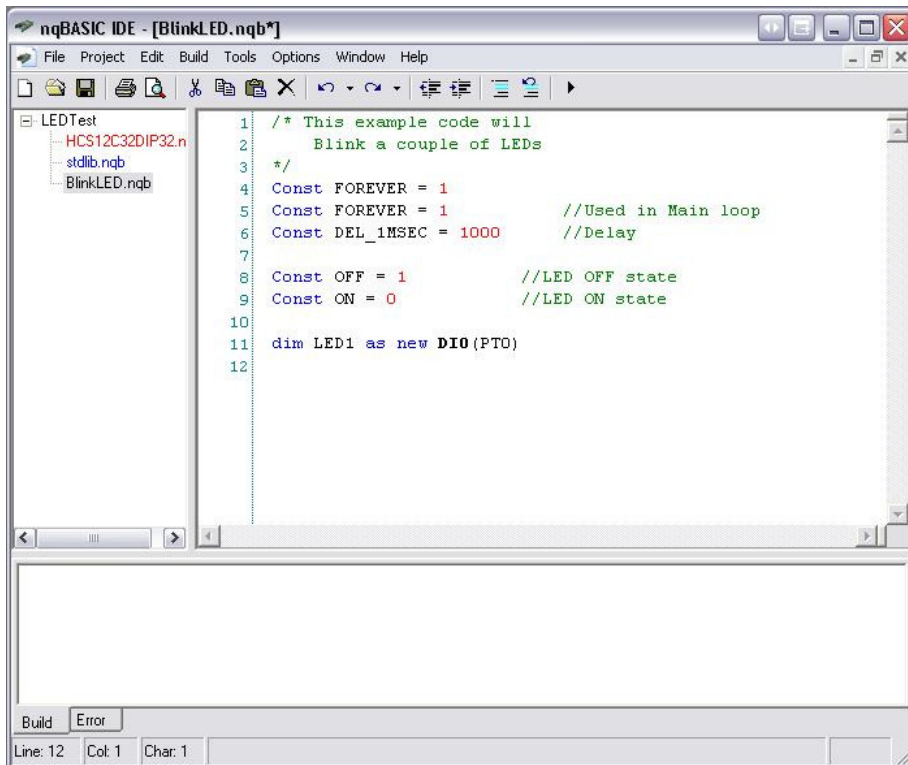 nqBASIC IDE - [BlinkLED.nqb*]
File Project Edit Build Tools Options Window Help
LEDTest
HCS12C32DIP32.n
stdlib.nqb
BlinkLED.nqb
1 /* This example code will
2 Blink a couple of LEDs
3 */
4 Const FOREVER = 1
5 Const FOREVER = 1 //Used in Main loop
6 Const DEL_1MSEC = 1000 //Delay
7
8 Const OFF = 1 //LED OFF state
9 Const ON = 0 //LED ON state
10
11 dim LED1 as new DIO(PT0)
12
Build Error
Line: 12 Col: 1 Char: 1